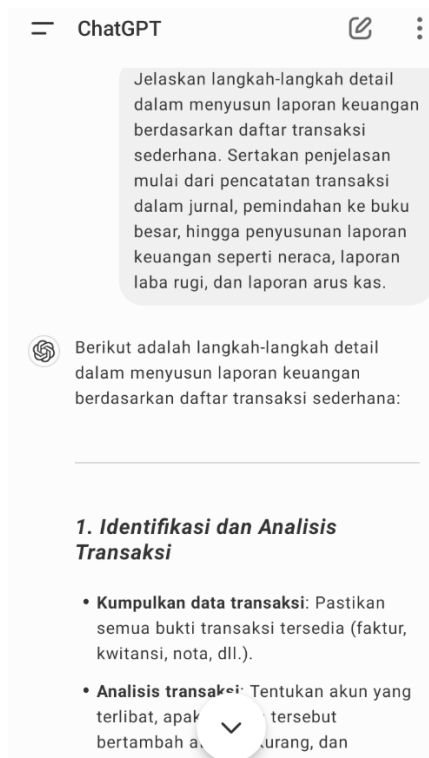 ChatGPT
Jelaskan langkah-langkah detail
dalam menyusun laporan keuangan
berdasarkan daftar transaksi
sederhana. Sertakan penjelasan
mulai dari pencatatan transaksi
dalam jurnal, pemindahan ke buku
besar, hingga penyusunan laporan
keuangan seperti neraca, laporan
laba rugi, dan laporan arus kas.
Berikut adalah langkah-langkah detail
dalam menyusun laporan keuangan
berdasarkan daftar transaksi sederhana:
1. Identifikasi dan Analisis
Transaksi
• Kumpulkan data transaksi: Pastikan
semua bukti transaksi tersedia (faktur,
kwitansi, nota, dll.).
• Analisis transaksi: Tentukan akun yang
terlibat, tersebut
bertambah dan